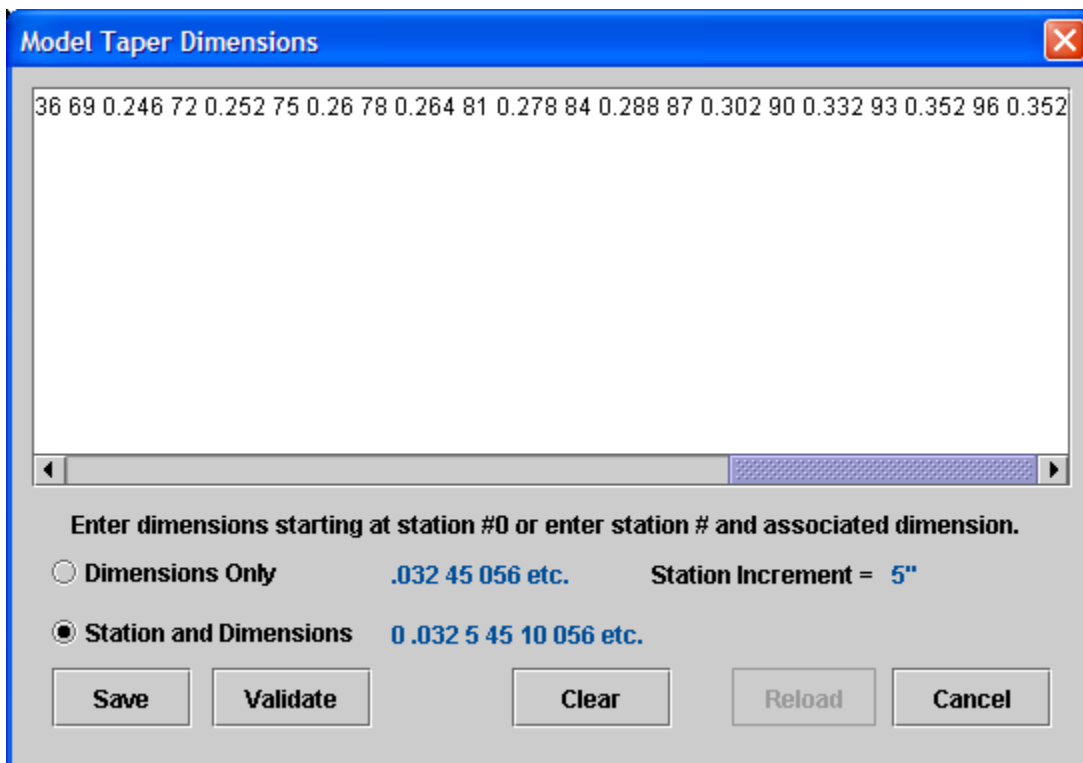 Model Taper Dimensions
36 69 0.246 72 0.252 75 0.26 78 0.264 81 0.278 84 0.288 87 0.302 90 0.332 93 0.352 96 0.352
Enter dimensions starting at station #0 or enter station # and associated dimension.
Dimensions Only .032 45 056 etc. Station Increment = 5"
Station and Dimensions 0 .032 5 45 10 056 etc.
Save Validate Clear Reload Cancel